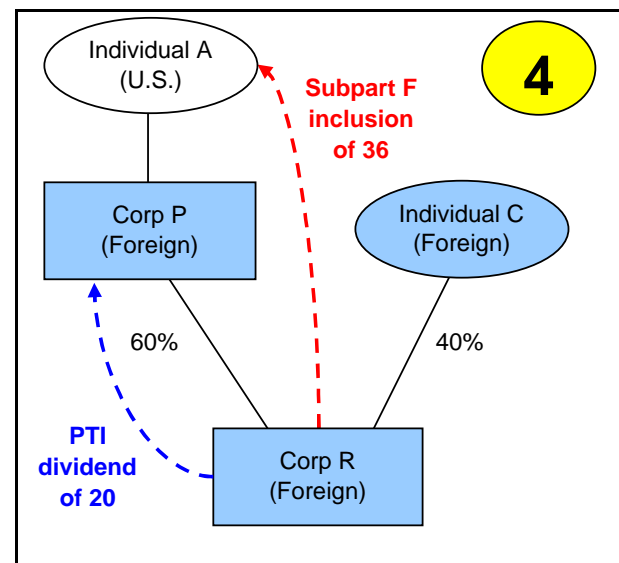 Individual A
(U.S.)
4
Subpart F
inclusion
of 36
Corp P
(Foreign)
Individual C
(Foreign)
60%
40%
PTI
dividend
of 20
Corp R
(Foreign)